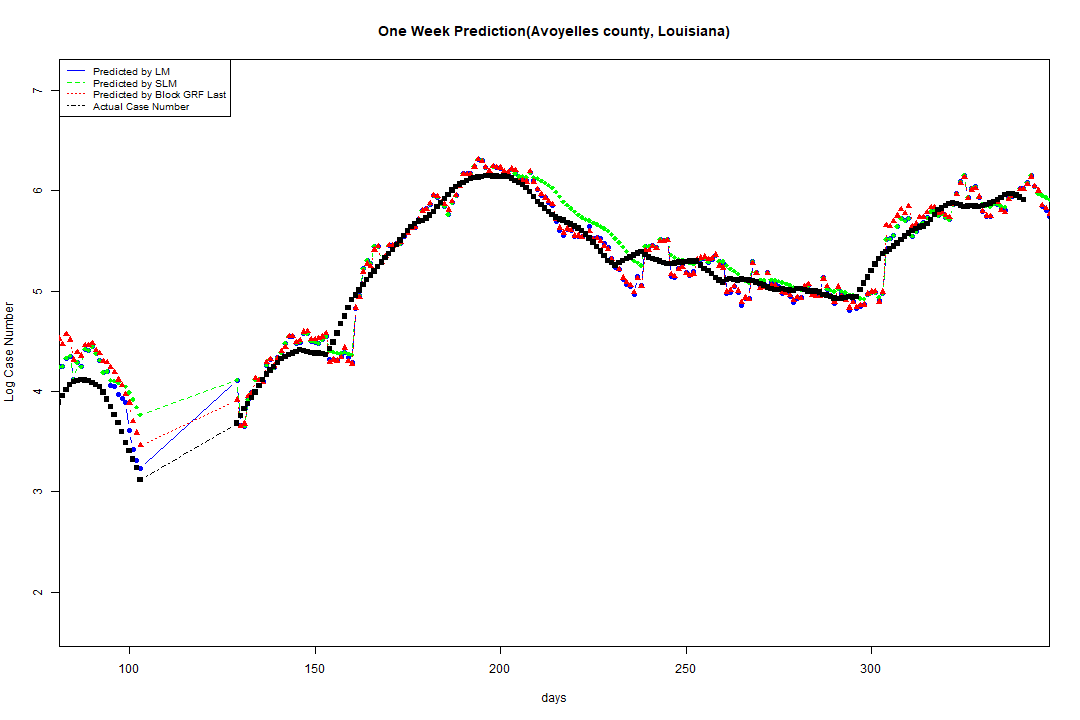 One Week Prediction(Avoyelles county, Louisiana)
Predicted by LM
Predicted by SLM
Predicted by Block GRF Last
Actual Case Number
7
6
5
4
3
2
Log Case Number
100 150 200 250 300
days